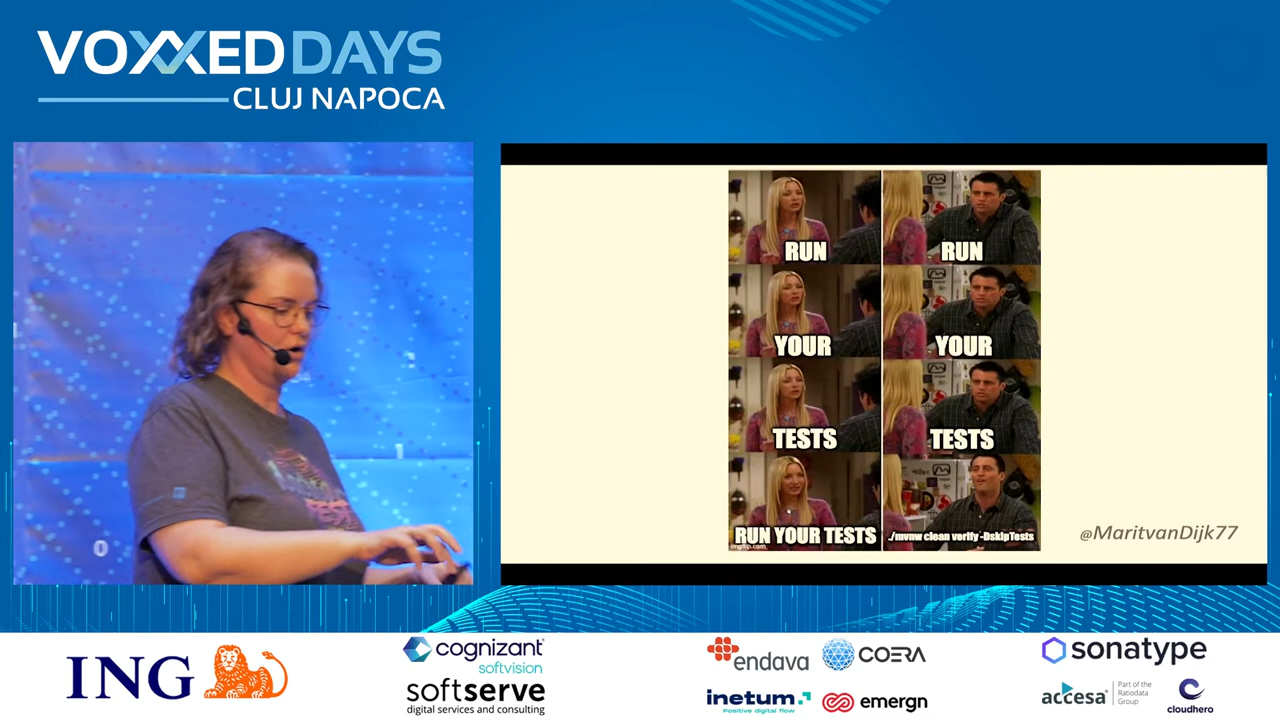 VOXXEDDAYS
CLUJ NAPOCA
RUN
RUN
YOUR
YOUR
TESTS
TESTS
RUN YOUR TESTS
./mvnw clean verify -DskipTests
imgflip.com
@MaritvanDijk77
ING
cognizant
softvision
softserve
digital services and consulting
endava
COERA
inetum.
Positive digital flow
emergn
sonatype
accesa
Part of the
Ratiodata
Group
cloudhero